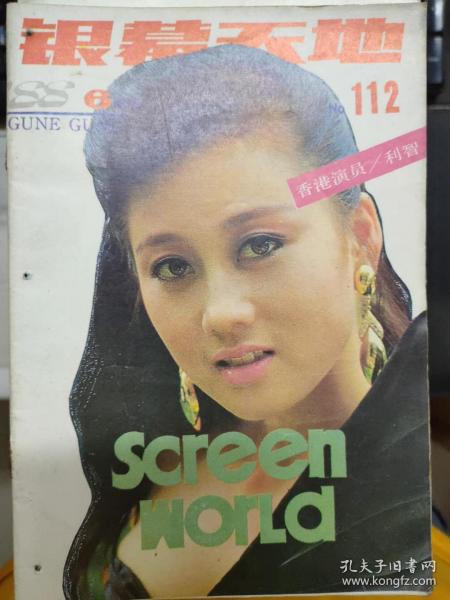 银幕天地
88 6
GUNE GU
No 112
香港演员/利智
screen
world
孔夫子旧书网
www.kongfz.com